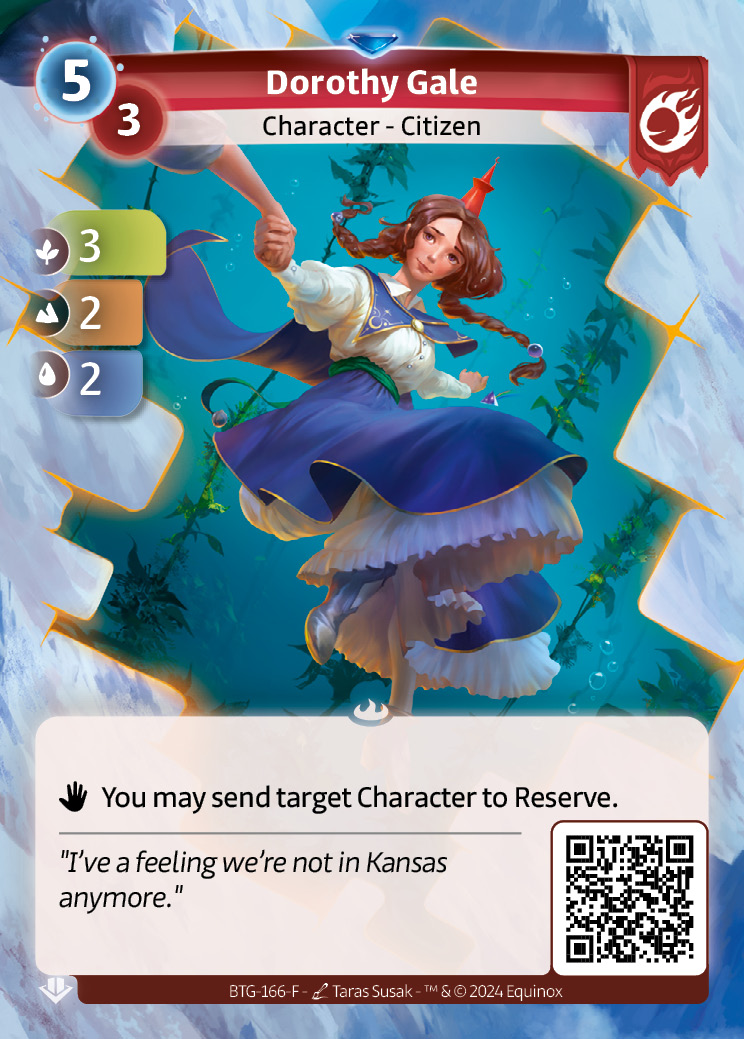 5
Dorothy Gale
3
Character - Citizen
3
2
2
You may send target Character to Reserve.
"I've a feeling we're not in Kansas
anymore."
BTG-166-F - Taras Susak - ™ & © 2024 Equinox